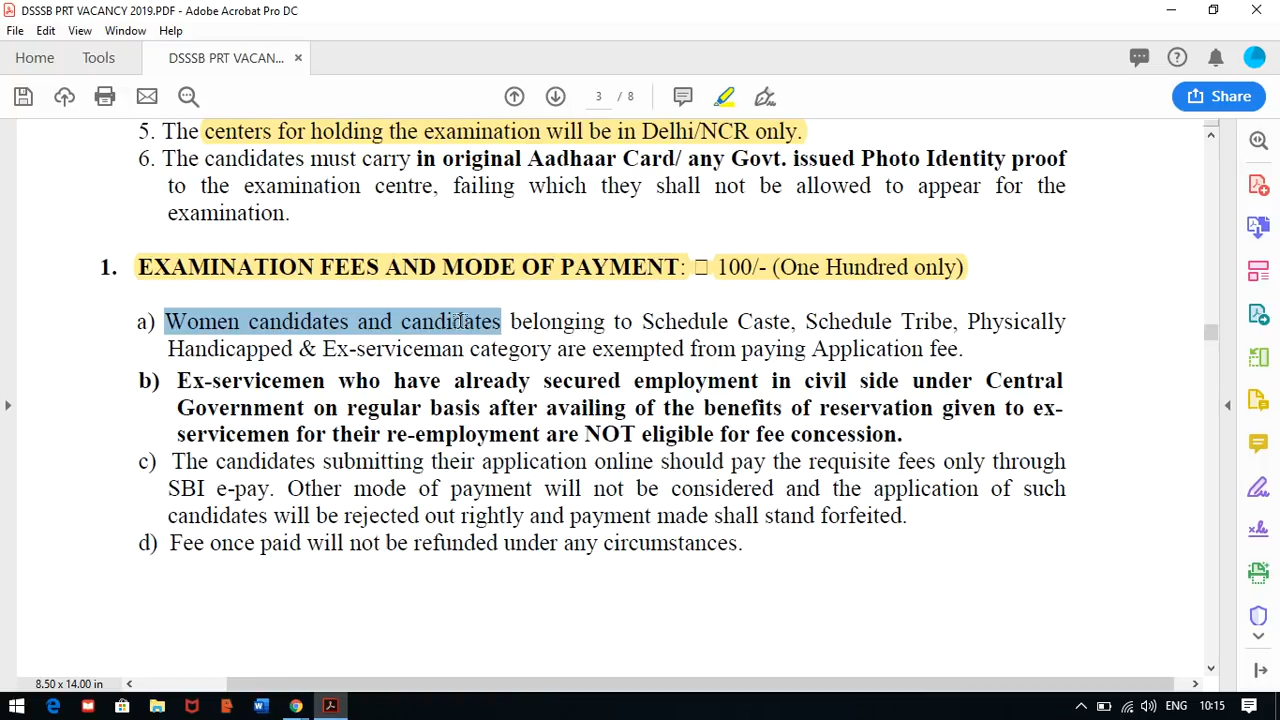 DSSSB PRT VACANCY 2019.PDF - Adobe Acrobat Pro DC
File Edit View Window Help
Home Tools DSSSB PRT VACAN... ×
3 / 8 Share
5. The centers for holding the examination will be in Delhi/NCR only.
6. The candidates must carry in original Aadhaar Card/ any Govt. issued Photo Identity proof
to the examination centre, failing which they shall not be allowed to appear for the
examination.
1. EXAMINATION FEES AND MODE OF PAYMENT: □ 100/- (One Hundred only)
a) Women candidates and candidates belonging to Schedule Caste, Schedule Tribe, Physically
Handicapped & Ex-serviceman category are exempted from paying Application fee.
b) Ex-servicemen who have already secured employment in civil side under Central
Government on regular basis after availing of the benefits of reservation given to ex-
servicemen for their re-employment are NOT eligible for fee concession.
c) The candidates submitting their application online should pay the requisite fees only through
SBI e-pay. Other mode of payment will not be considered and the application of such
candidates will be rejected out rightly and payment made shall stand forfeited.
d) Fee once paid will not be refunded under any circumstances.
8.50 x 14.00 in
ENG 10:15